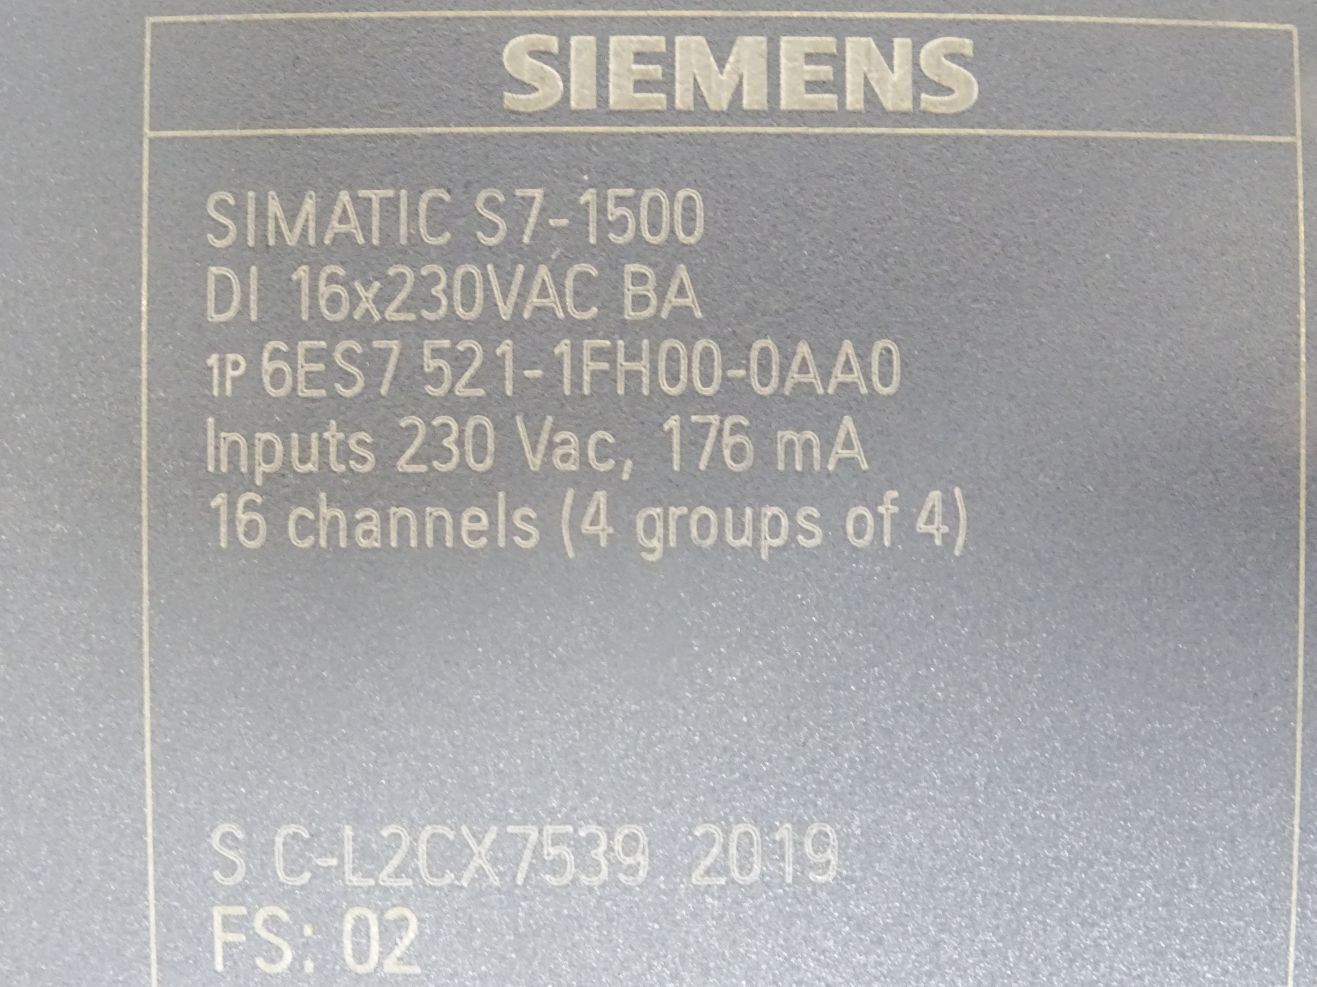 SIEMENS
SIMATIC S7-1500
DI 16x230VAC BA
1P 6ES7 521-1FH00-0AA0
Inputs 230 Vac, 176 mA
16 channels (4 groups of 4)
S C-L2CX7539 2019
FS: 02